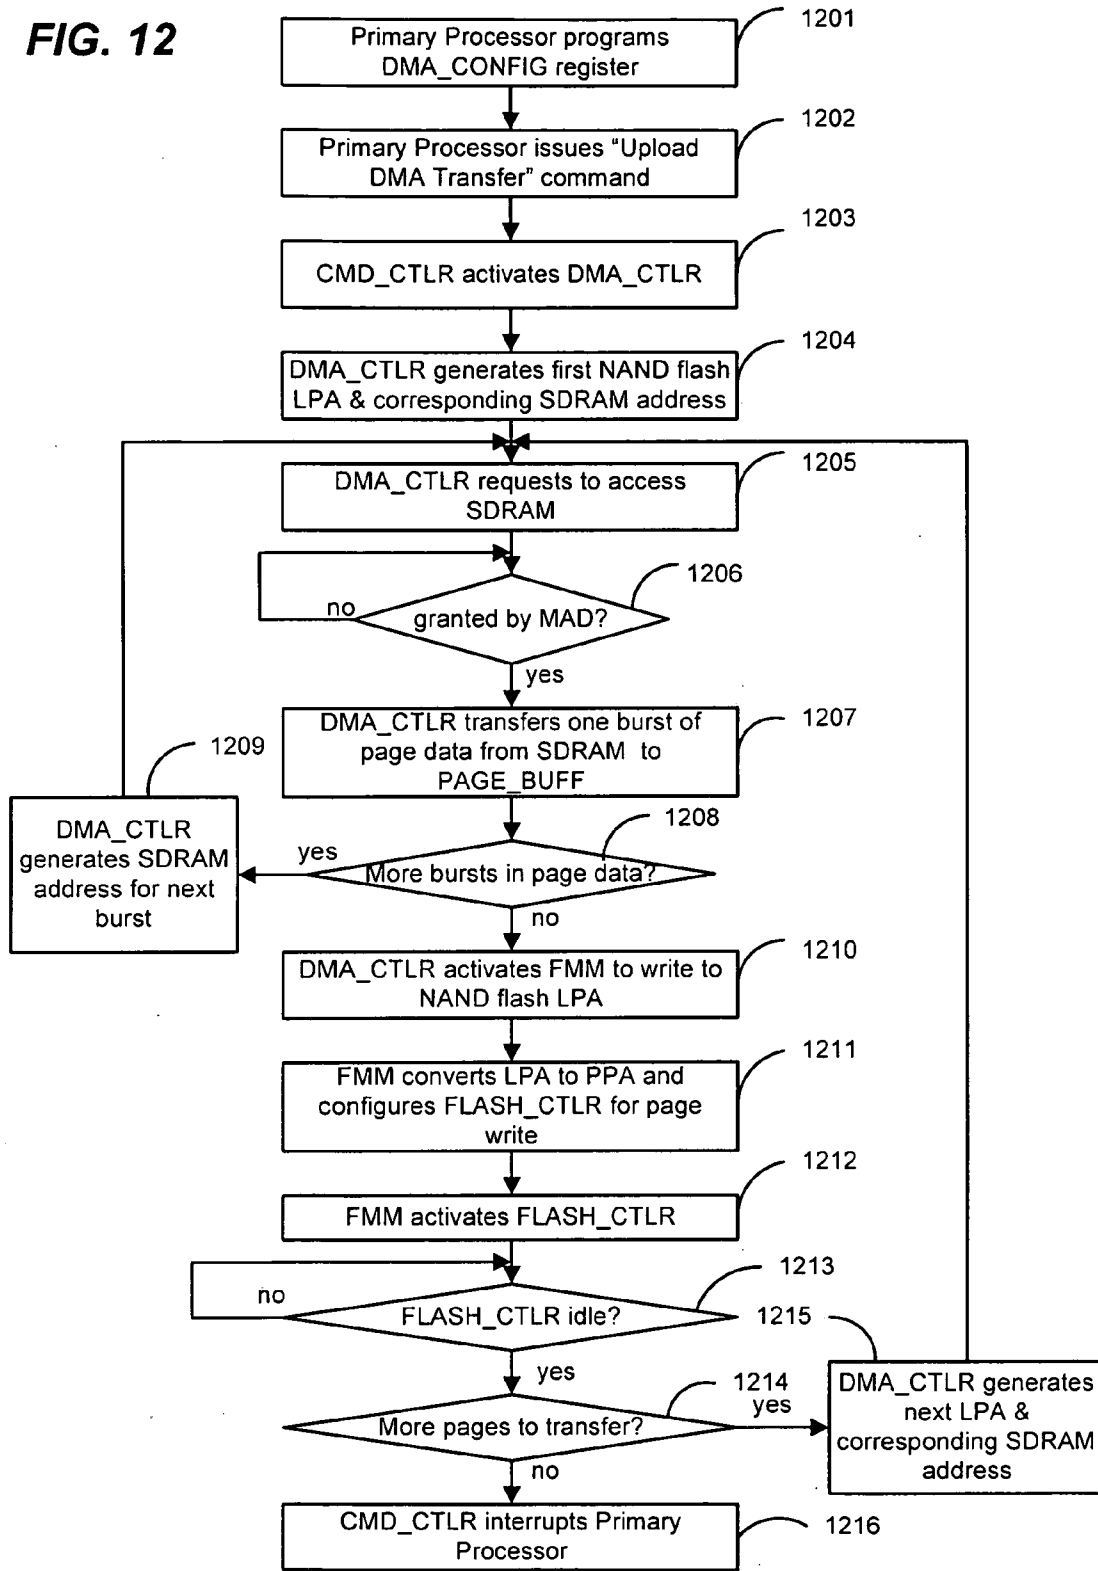 FIG. 12
1201
Primary Processor programs
DMA_CONFIG register
1202
Primary Processor issues “Upload
DMA Transfer” command
1203
CMD_CTLR activates DMA_CTLR
1204
DMA_CTLR generates first NAND flash
LPA & corresponding SDRAM address
1205
DMA_CTLR requests to access
SDRAM
1206
granted by MAD?
no
yes
1207
DMA_CTLR transfers one burst of
page data from SDRAM to
PAGE_BUFF
1209
DMA_CTLR
generates SDRAM
address for next
burst
1208
yes
More bursts in page data?
no
1210
DMA_CTLR activates FMM to write to
NAND flash LPA
1211
FMM converts LPA to PPA and
configures FLASH_CTLR for page
write
1212
FMM activates FLASH_CTLR
1213
no
FLASH_CTLR idle?
yes
1215
1214
More pages to transfer?
yes
DMA_CTLR generates
next LPA &
corresponding SDRAM
address
no
CMD_CTLR interrupts Primary
Processor
1216